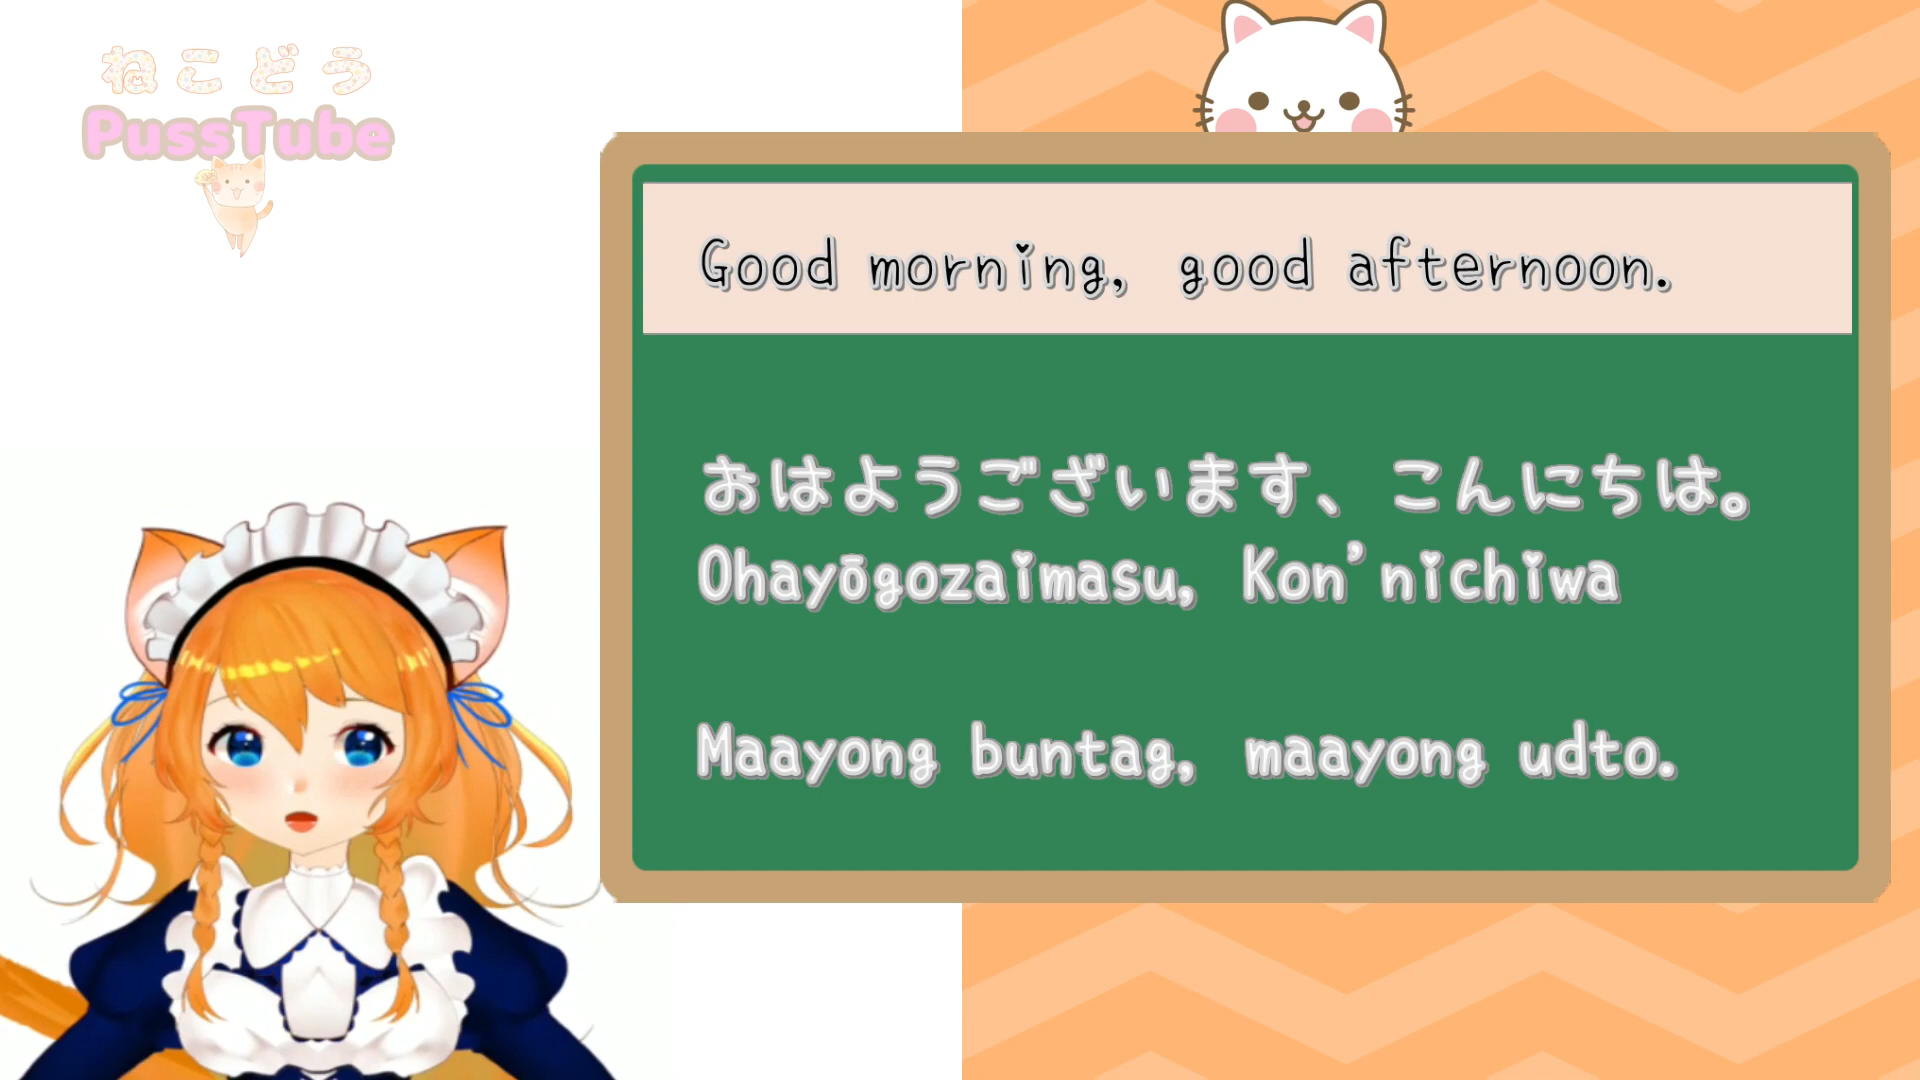 ねこどう
PussTube
Good morning, good afternoon.
おはようございます、こんにちは。
Ohayōgozaimasu, Kon'nichiwa
Maayong buntag, maayong udto.